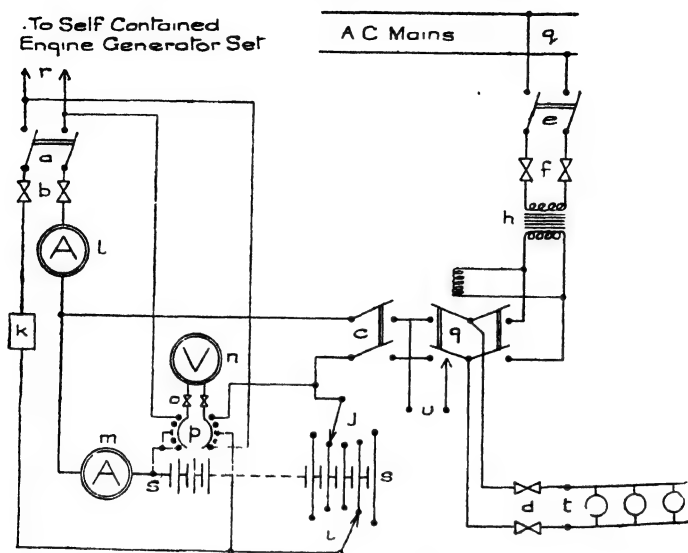 .To Self Contained
Engine Generator Set
A C Mains
q
r
e
a
f
b
h
A
l
k
c
q
V
n
o
p
J
u
m
A
s
s
d
t
i